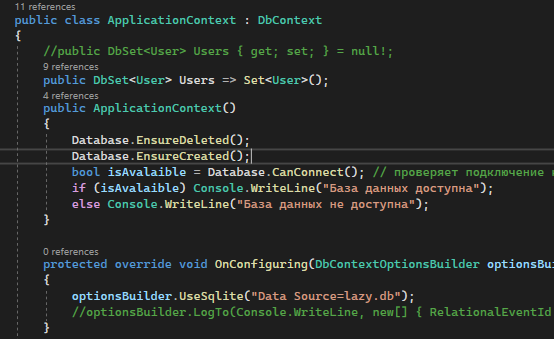 11 references
public class ApplicationContext : DbContext
{
//public DbSet<User> Users { get; set; } = null!;
9 references
public DbSet<User> Users => Set<User>();
4 references
public ApplicationContext()
{
Database.EnsureDeleted();
Database.EnsureCreated();
bool isAvalaible = Database.CanConnect(); // проверяет подключение
if (isAvalaible) Console.WriteLine("База данных доступна");
else Console.WriteLine("База данных не доступна");
}
0 references
protected override void OnConfiguring(DbContextOptionsBuilder optionsBui
{
optionsBuilder.UseSqlite("Data Source=lazy.db");
//optionsBuilder.LogTo(Console.WriteLine, new[] { RelationalEventId
}